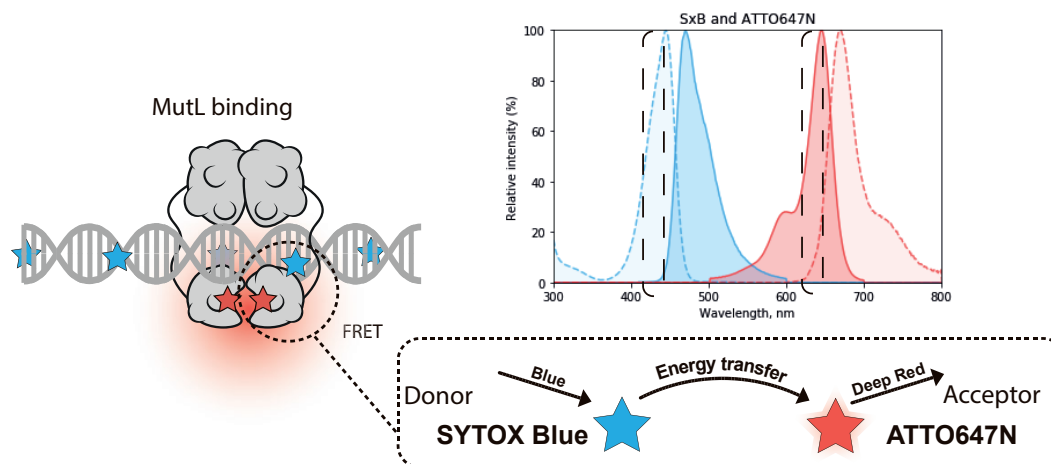 SxB and ATTO647N
MutL binding
Relative intensity (%)
100
80
60
40
20
0
300 400 500 600 700 800
Wavelength, nm
FRET
Donor
Blue
Energy transfer
Deep Red
Acceptor
SYTOX Blue
ATTO647N